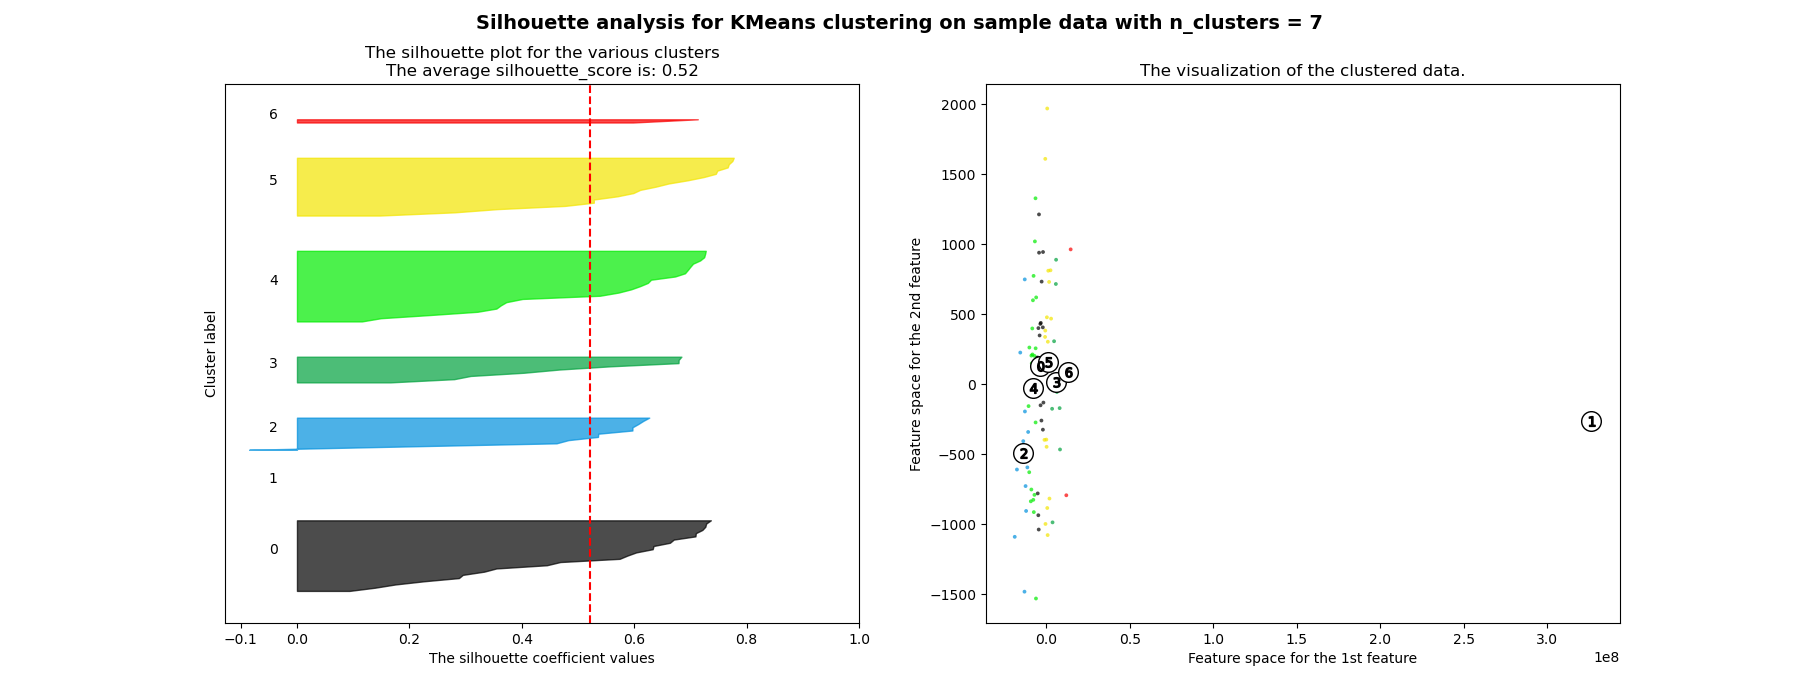 Silhouette analysis for KMeans clustering on sample data with n_clusters = 7
The silhouette plot for the various clusters
The average silhouette_score is: 0.52
Cluster label
6
5
4
3
2
1
0
−0.1 0.0 0.2 0.4 0.6 0.8 1.0
The silhouette coefficient values
The visualization of the clustered data.
Feature space for the 2nd feature
2000
1500
1000
500
0
−500
−1000
−1500
0
5
6
3
4
1
2
0.0 0.5 1.0 1.5 2.0 2.5 3.0
1e8
Feature space for the 1st feature